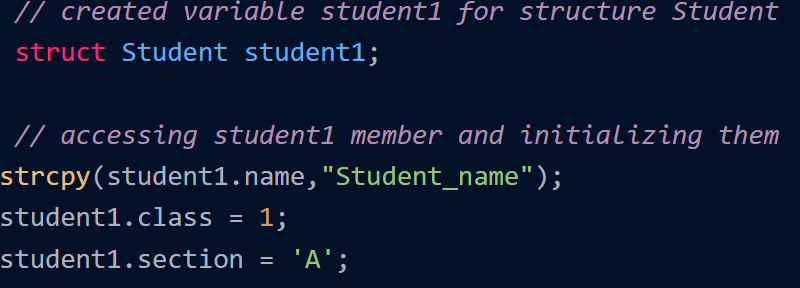 // created variable student1 for structure Student
struct Student student1;
// accessing student1 member and initializing them
strcpy(student1.name,"Student_name");
student1.class = 1;
student1.section = 'A';